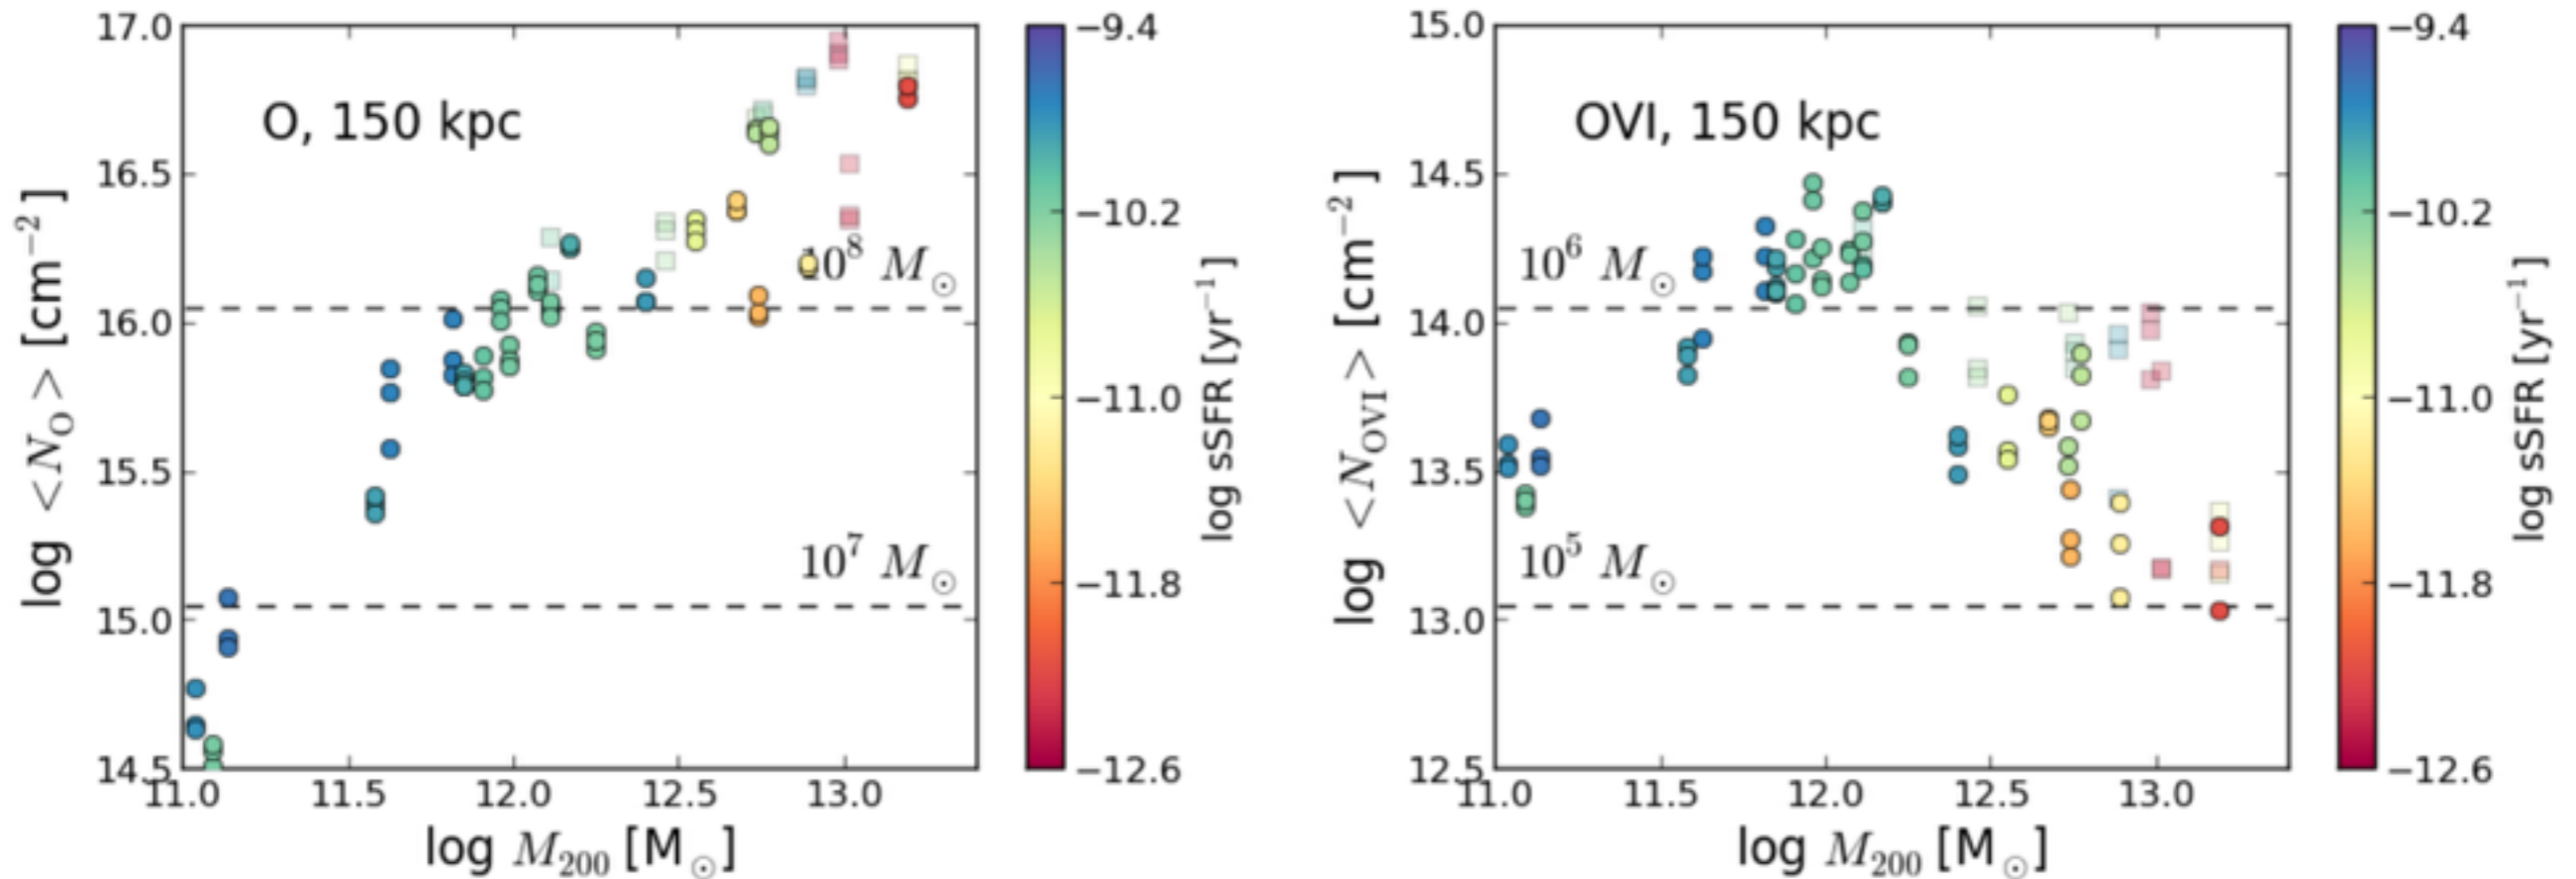 17.0
16.5
16.0
15.5
15.0
14.5
11.0 11.5 12.0 12.5 13.0
log <N_O> [cm^−2]
log M_200 [M_⊙]
O, 150 kpc
10^8 M_⊙
10^7 M_⊙
−9.4
−10.2
−11.0
−11.8
−12.6
log sSFR [yr^−1]
15.0
14.5
14.0
13.5
13.0
12.5
11.0 11.5 12.0 12.5 13.0
log <N_OVI> [cm^−2]
log M_200 [M_⊙]
OVI, 150 kpc
10^6 M_⊙
10^5 M_⊙
−9.4
−10.2
−11.0
−11.8
−12.6
log sSFR [yr^−1]